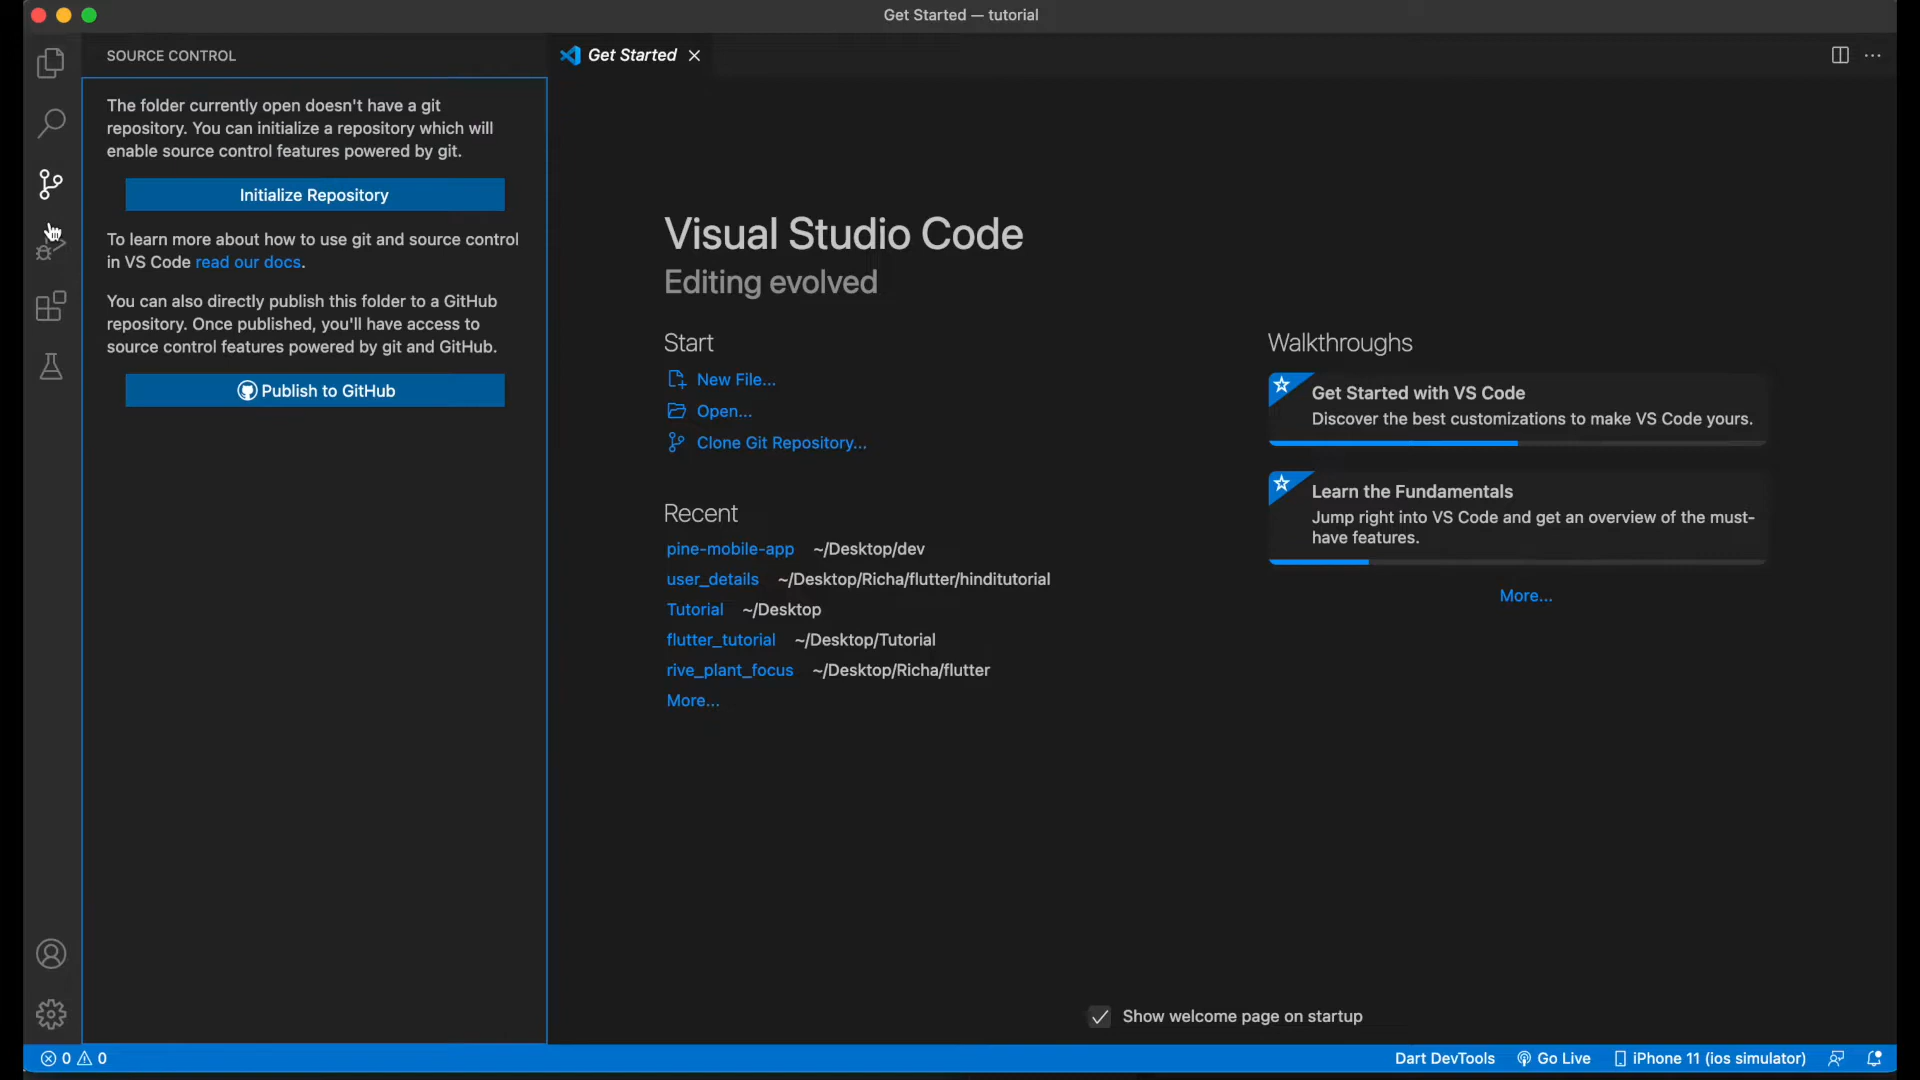 Get Started — tutorial
SOURCE CONTROL
Get Started
The folder currently open doesn't have a git
repository. You can initialize a repository which will
enable source control features powered by git.
Initialize Repository
To learn more about how to use git and source control
in VS Code read our docs.
You can also directly publish this folder to a GitHub
repository. Once published, you'll have access to
source control features powered by git and GitHub.
Publish to GitHub
Visual Studio Code
Editing evolved
Start
New File...
Open...
Clone Git Repository...
Recent
pine-mobile-app ~/Desktop/dev
user_details ~/Desktop/Richa/flutter/hinditutorial
Tutorial ~/Desktop
flutter_tutorial ~/Desktop/Tutorial
rive_plant_focus ~/Desktop/Richa/flutter
More...
Walkthroughs
Get Started with VS Code
Discover the best customizations to make VS Code yours.
Learn the Fundamentals
Jump right into VS Code and get an overview of the must-
have features.
More...
Show welcome page on startup
0 0
Dart DevTools Go Live iPhone 11 (ios simulator)